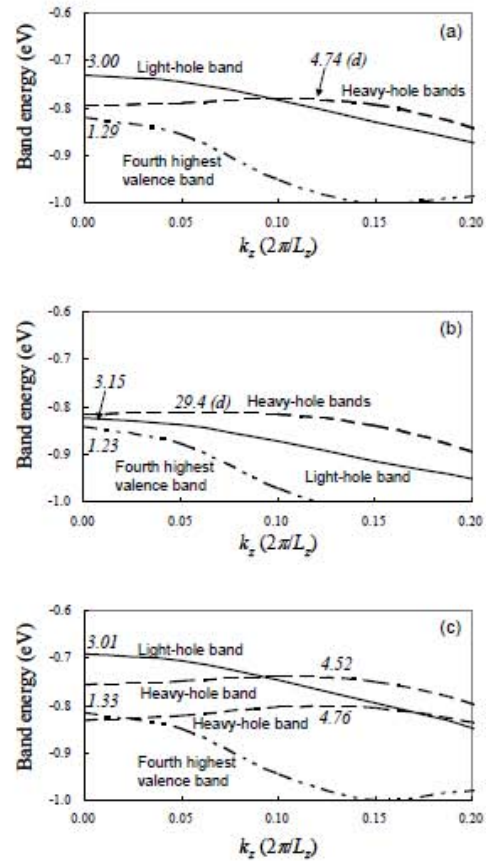 (a)
-0.6
-0.7
-0.8
-0.9
-1.0
Band energy (eV)
3.00
Light-hole band
4.74 (d)
Heavy-hole bands
1.29
Fourth highest
valence band
0.00 0.05 0.10 0.15 0.20
k_z (2π/L_z)
(b)
-0.6
-0.7
-0.8
-0.9
-1.0
Band energy (eV)
3.15
29.4 (d)
Heavy-hole bands
1.23
Fourth highest
valence band
Light-hole band
0.00 0.05 0.10 0.15 0.20
k_z (2π/L_z)
(c)
-0.6
-0.7
-0.8
-0.9
-1.0
Band energy (eV)
3.01
Light-hole band
4.52
Heavy-hole band
1.33
Heavy-hole band
4.76
Fourth highest
valence band
0.00 0.05 0.10 0.15 0.20
k_z (2π/L_z)